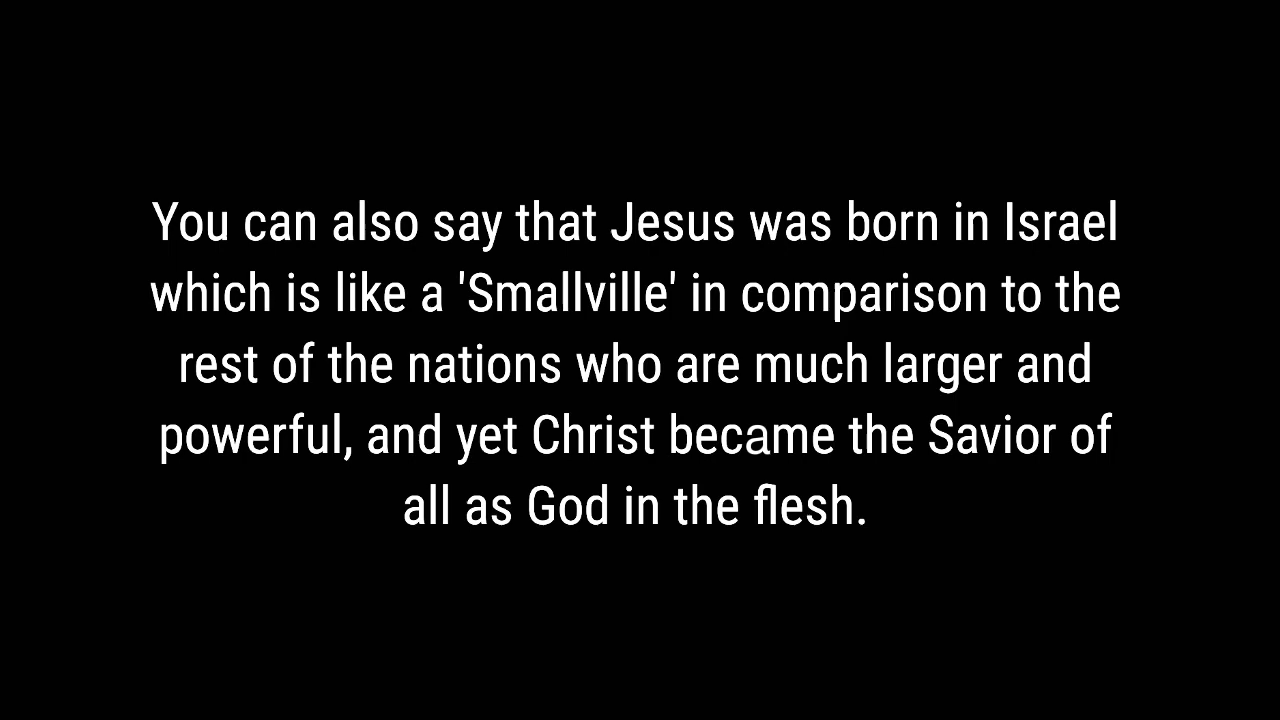 You can also say that Jesus was born in Israel
which is like a 'Smallville' in comparison to the
rest of the nations who are much larger and
powerful, and yet Christ became the Savior of
all as God in the flesh.